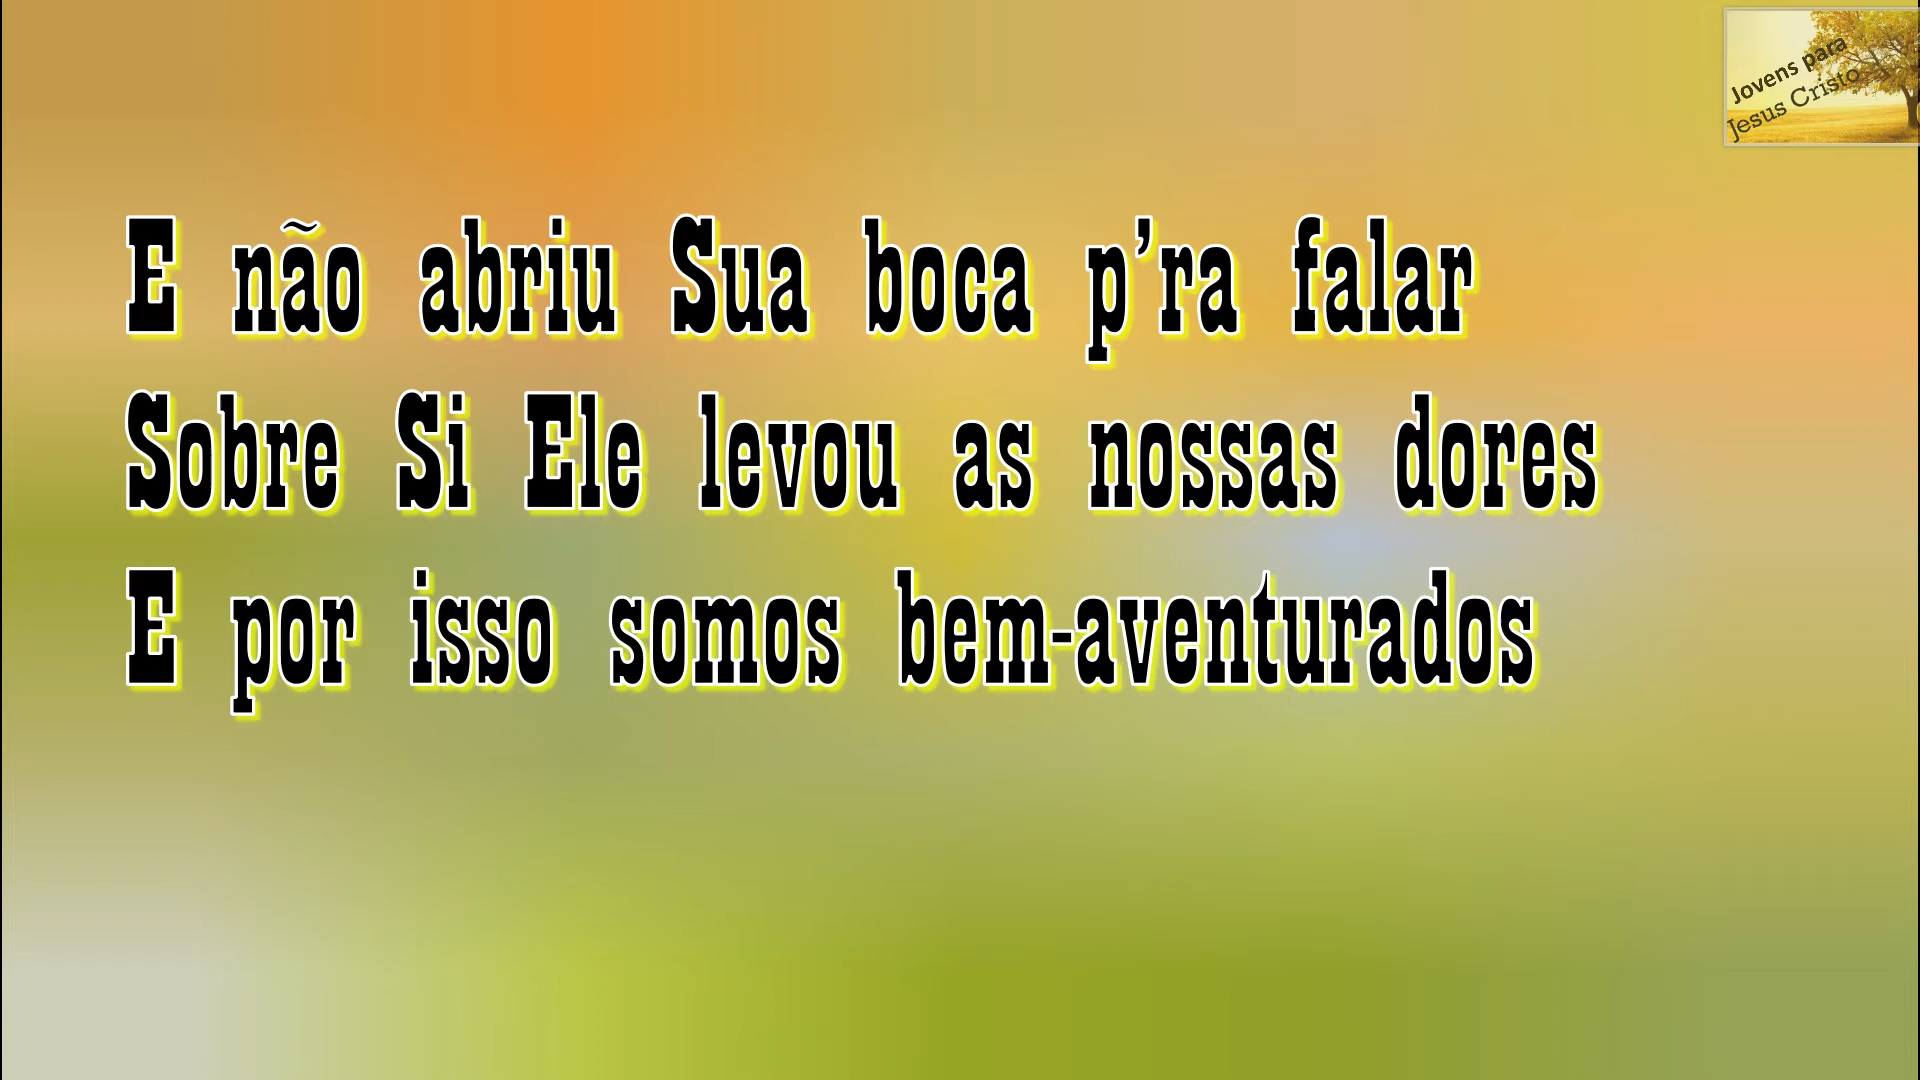 Jovens para
Jesus Cristo
E não abriu Sua boca p’ra falar
Sobre Si Ele levou as nossas dores
E por isso somos bem-aventurados